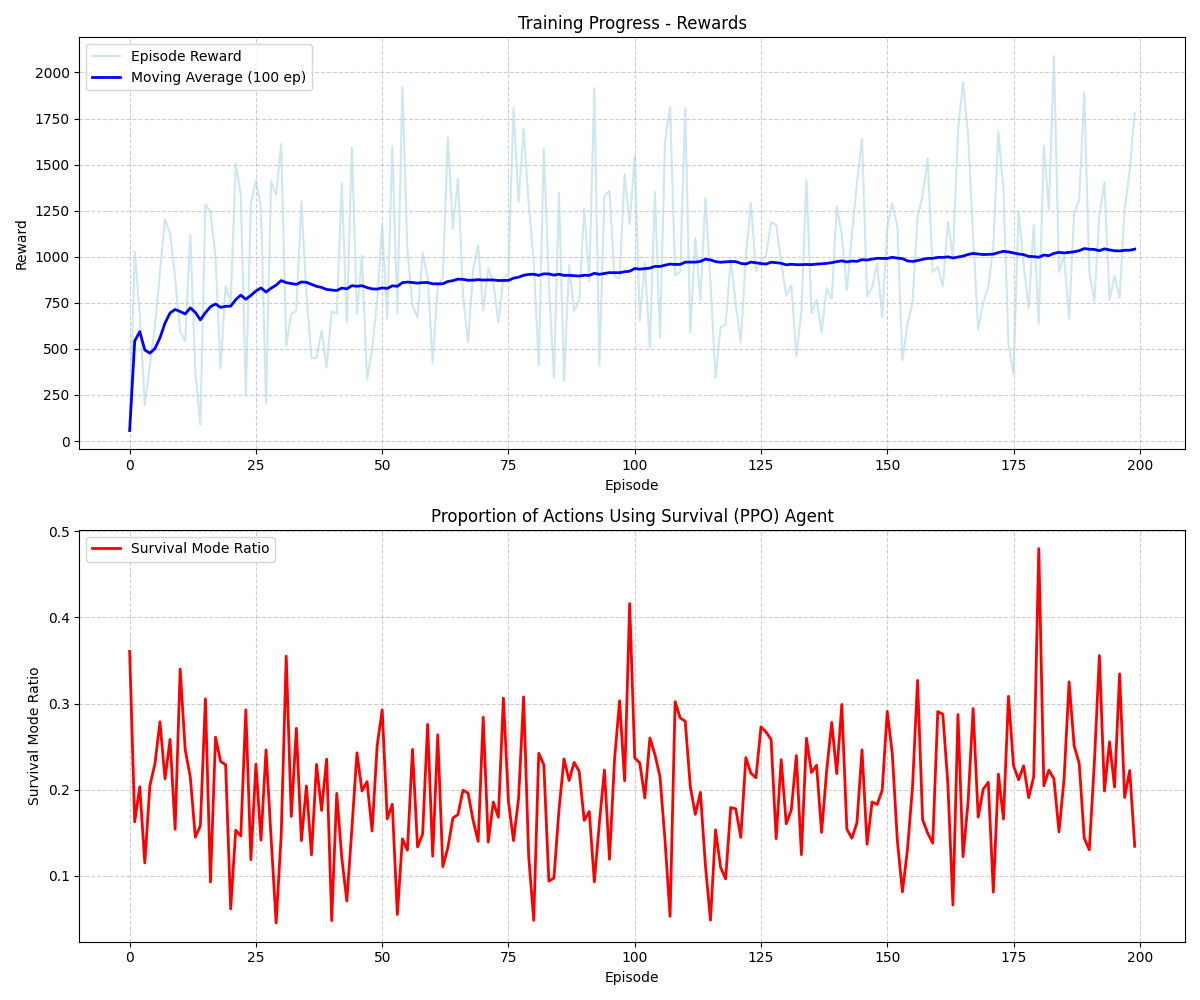 Training Progress - Rewards
Episode Reward
Moving Average (100 ep)
2000
1750
1500
1250
1000
750
500
250
0
Reward
0 25 50 75 100 125 150 175 200
Episode
Proportion of Actions Using Survival (PPO) Agent
Survival Mode Ratio
0.5
0.4
0.3
0.2
0.1
Survival Mode Ratio
0 25 50 75 100 125 150 175 200
Episode